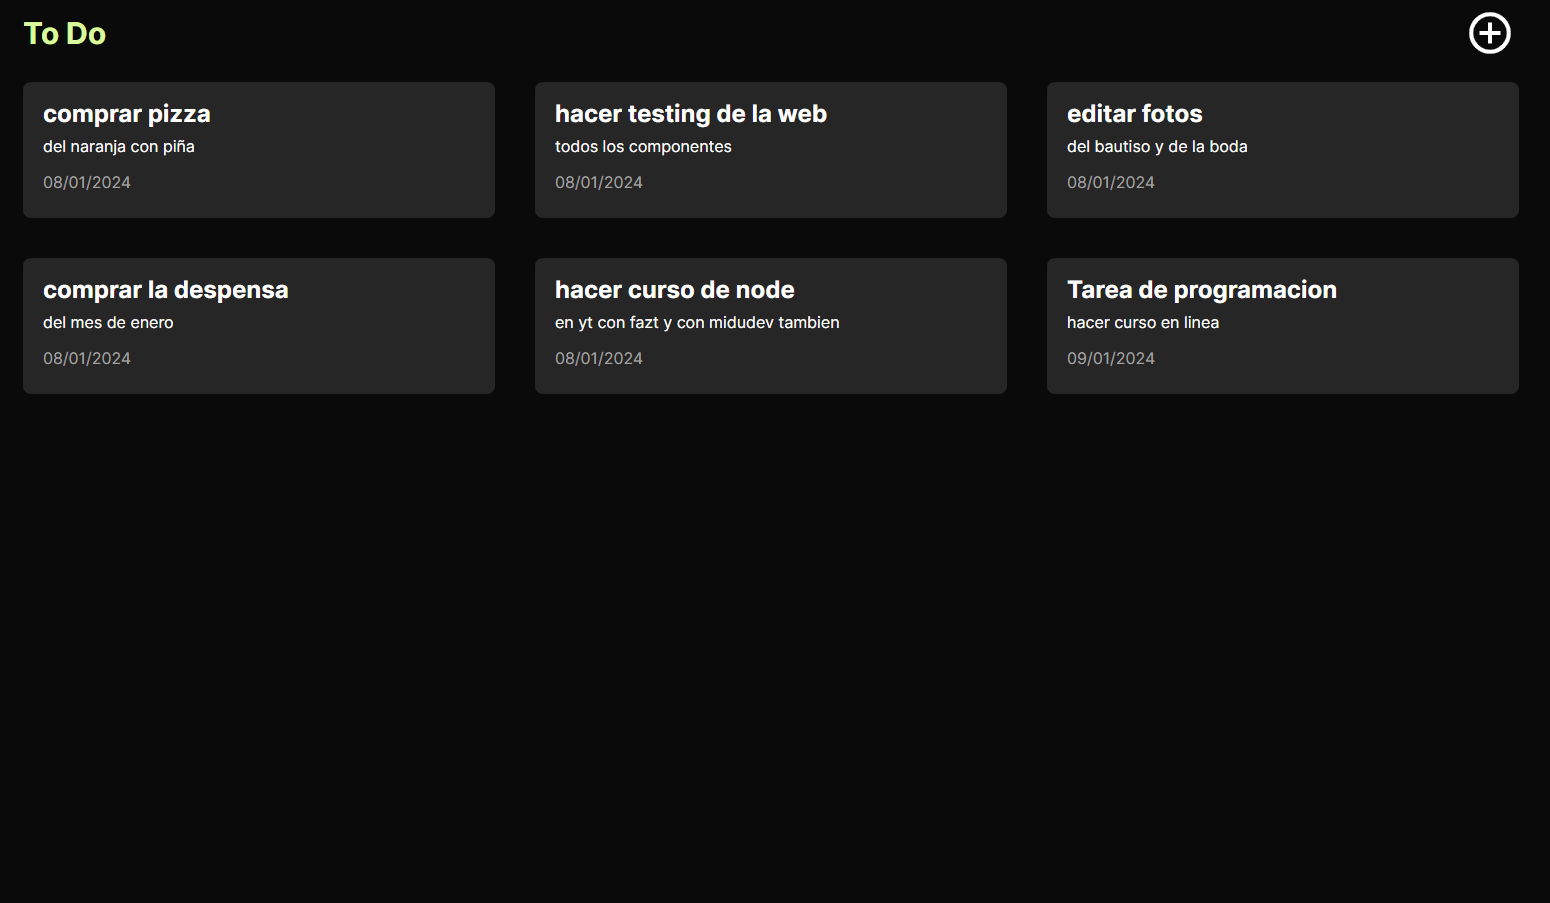 To Do
comprar pizza
del naranja con piña
08/01/2024
hacer testing de la web
todos los componentes
08/01/2024
editar fotos
del bautiso y de la boda
08/01/2024
comprar la despensa
del mes de enero
08/01/2024
hacer curso de node
en yt con fazt y con midudev tambien
08/01/2024
Tarea de programacion
hacer curso en linea
09/01/2024